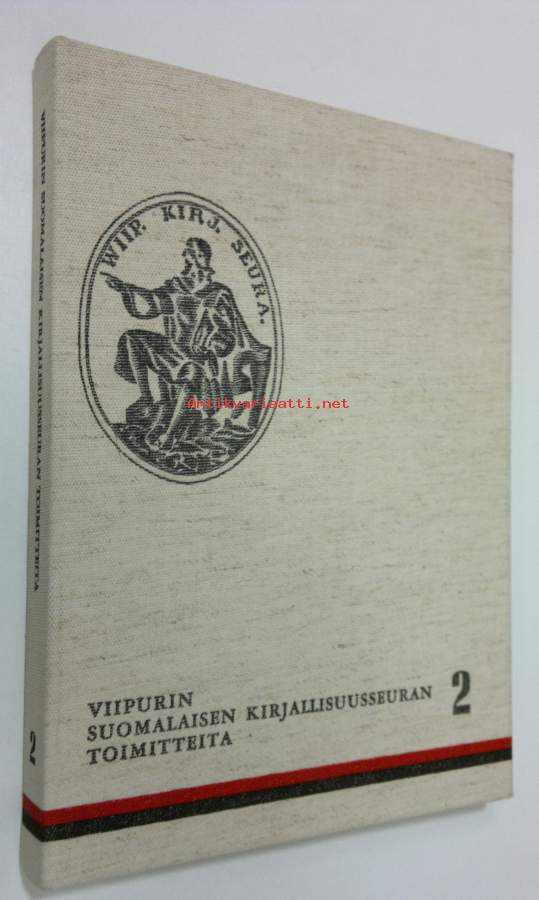 WIIP. KIRJ. SEURA.
Antikvariaatti.net
VIIPURIN
SUOMALAISEN KIRJALLISUUSSEURAN 2
TOIMITTEITA
VIIPURIN SUOMALAISEN KIRJALLISUUSSEURAN TOIMITTEITA
2